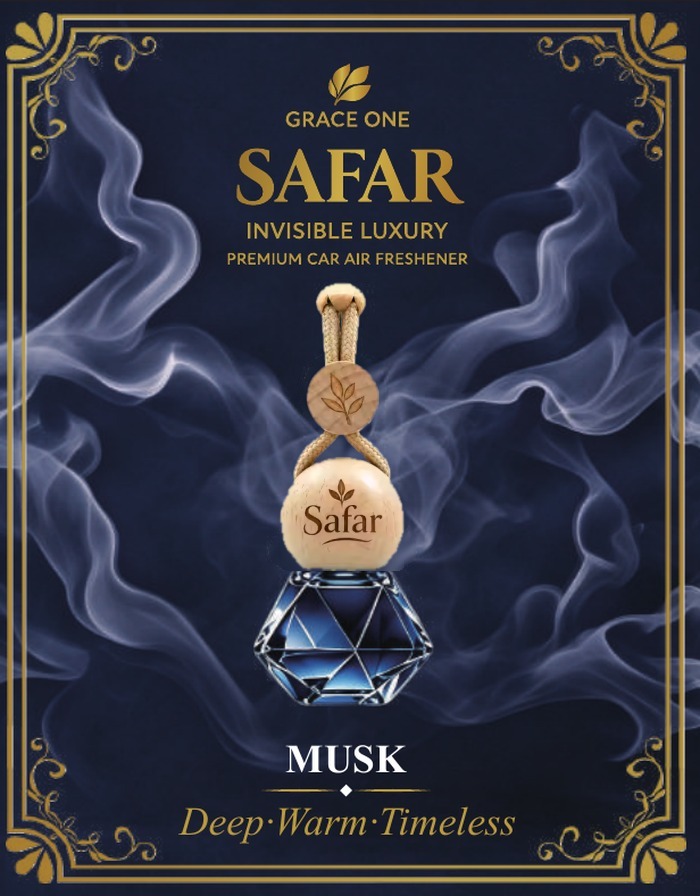 GRACE ONE
SAFAR
INVISIBLE LUXURY
PREMIUM CAR AIR FRESHENER
Safar
MUSK
Deep·Warm·Timeless